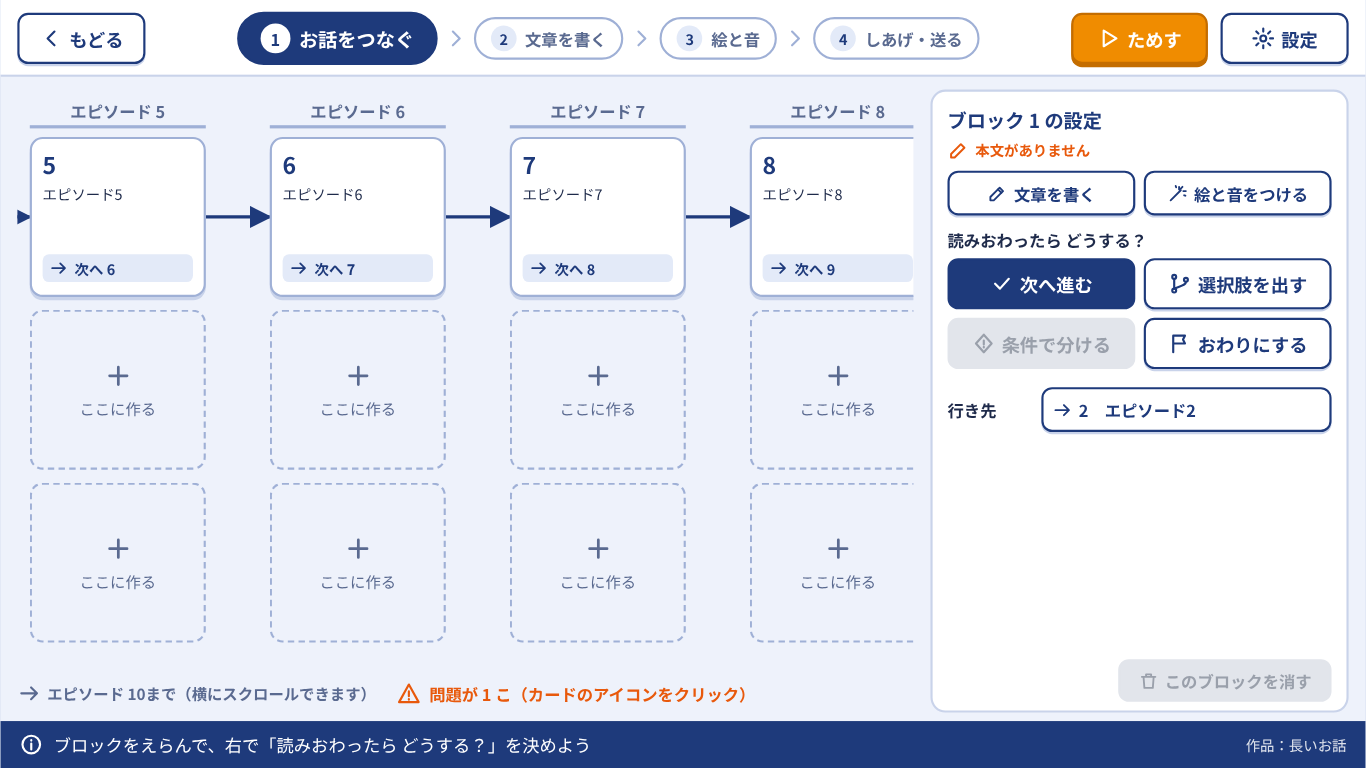 もどる
1 お話をつなぐ
2 文章を書く
3 絵と音
4 しあげ・送る
ためす
設定
エピソード 5
エピソード 6
エピソード 7
エピソード 8
5
エピソード5
次へ 6
6
エピソード6
次へ 7
7
エピソード7
次へ 8
8
エピソード8
次へ 9
ここに作る
ここに作る
ここに作る
ここに作る
ここに作る
ここに作る
ここに作る
ここに作る
エピソード 10まで（横にスクロールできます）
問題が 1 こ（カードのアイコンをクリック）
ブロック 1 の設定
本文がありません
文章を書く
絵と音をつける
読みおわったら どうする？
次へ進む
選択肢を出す
条件で分ける
おわりにする
行き先
2 エピソード2
このブロックを消す
ブロックをえらんで、右で「読みおわったら どうする？」を決めよう
作品：長いお話